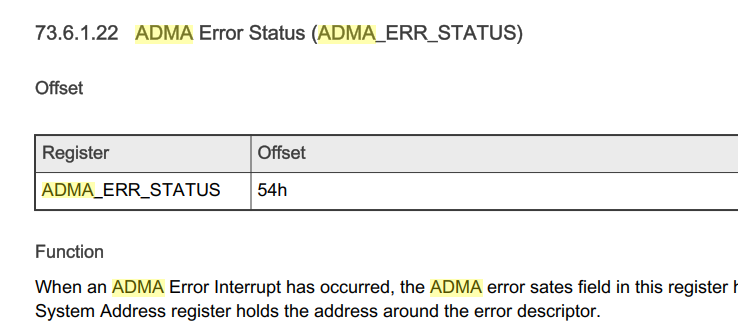 73.6.1.22 ADMA Error Status (ADMA_ERR_STATUS)
Offset
Register Offset
ADMA_ERR_STATUS 54h
Function
When an ADMA Error Interrupt has occurred, the ADMA error sates field in this register
System Address register holds the address around the error descriptor.